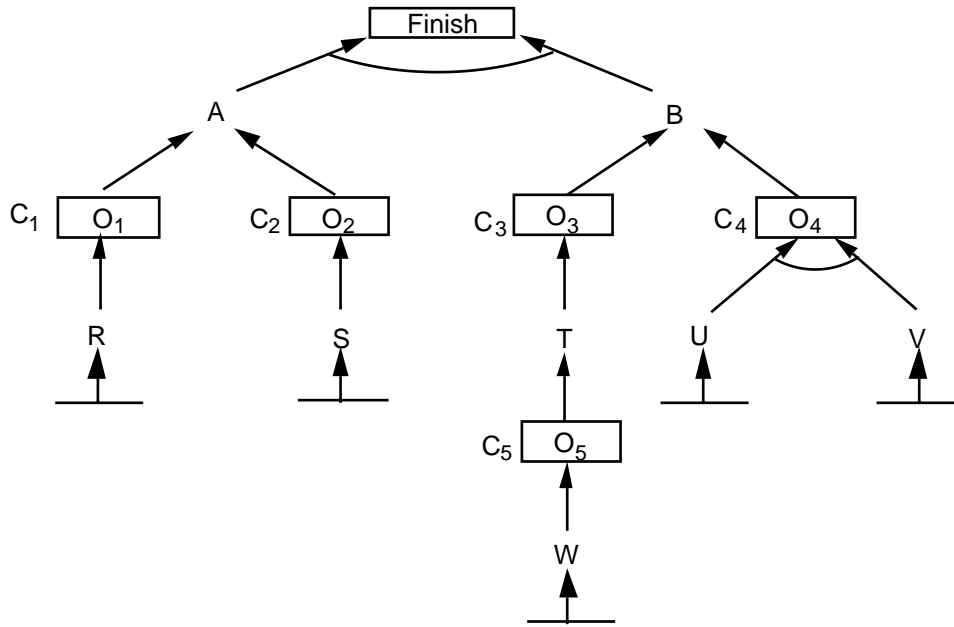 Finish
A B
C1 O1 C2 O2 C3 O3 C4 O4
R S T U V
C5 O5
W